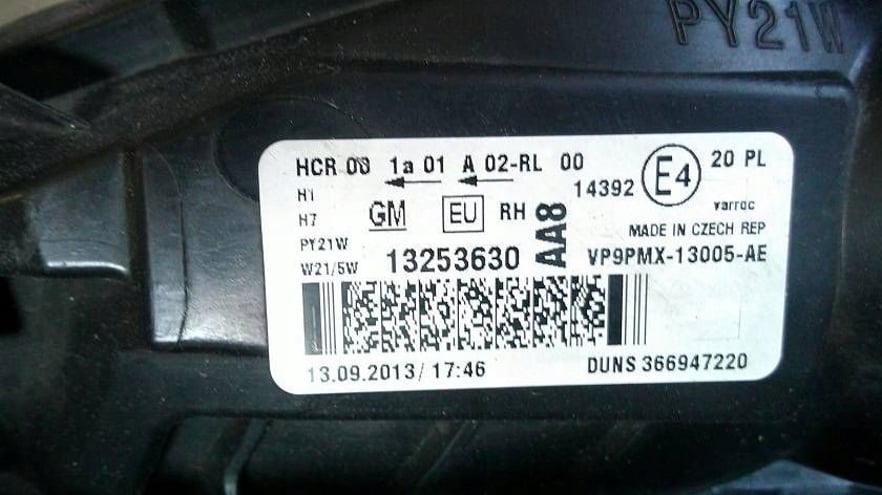 PY21W
HCR 00 1a 01 A 02-RL 00
H1
H7
PY21W
W21/5W
GM EU RH
13253630
AA8
14392 E4 20 PL
varroc
MADE IN CZECH REP
VP9PMX-13005-AE
13.09.2013/ 17:46
DUNS 366947220